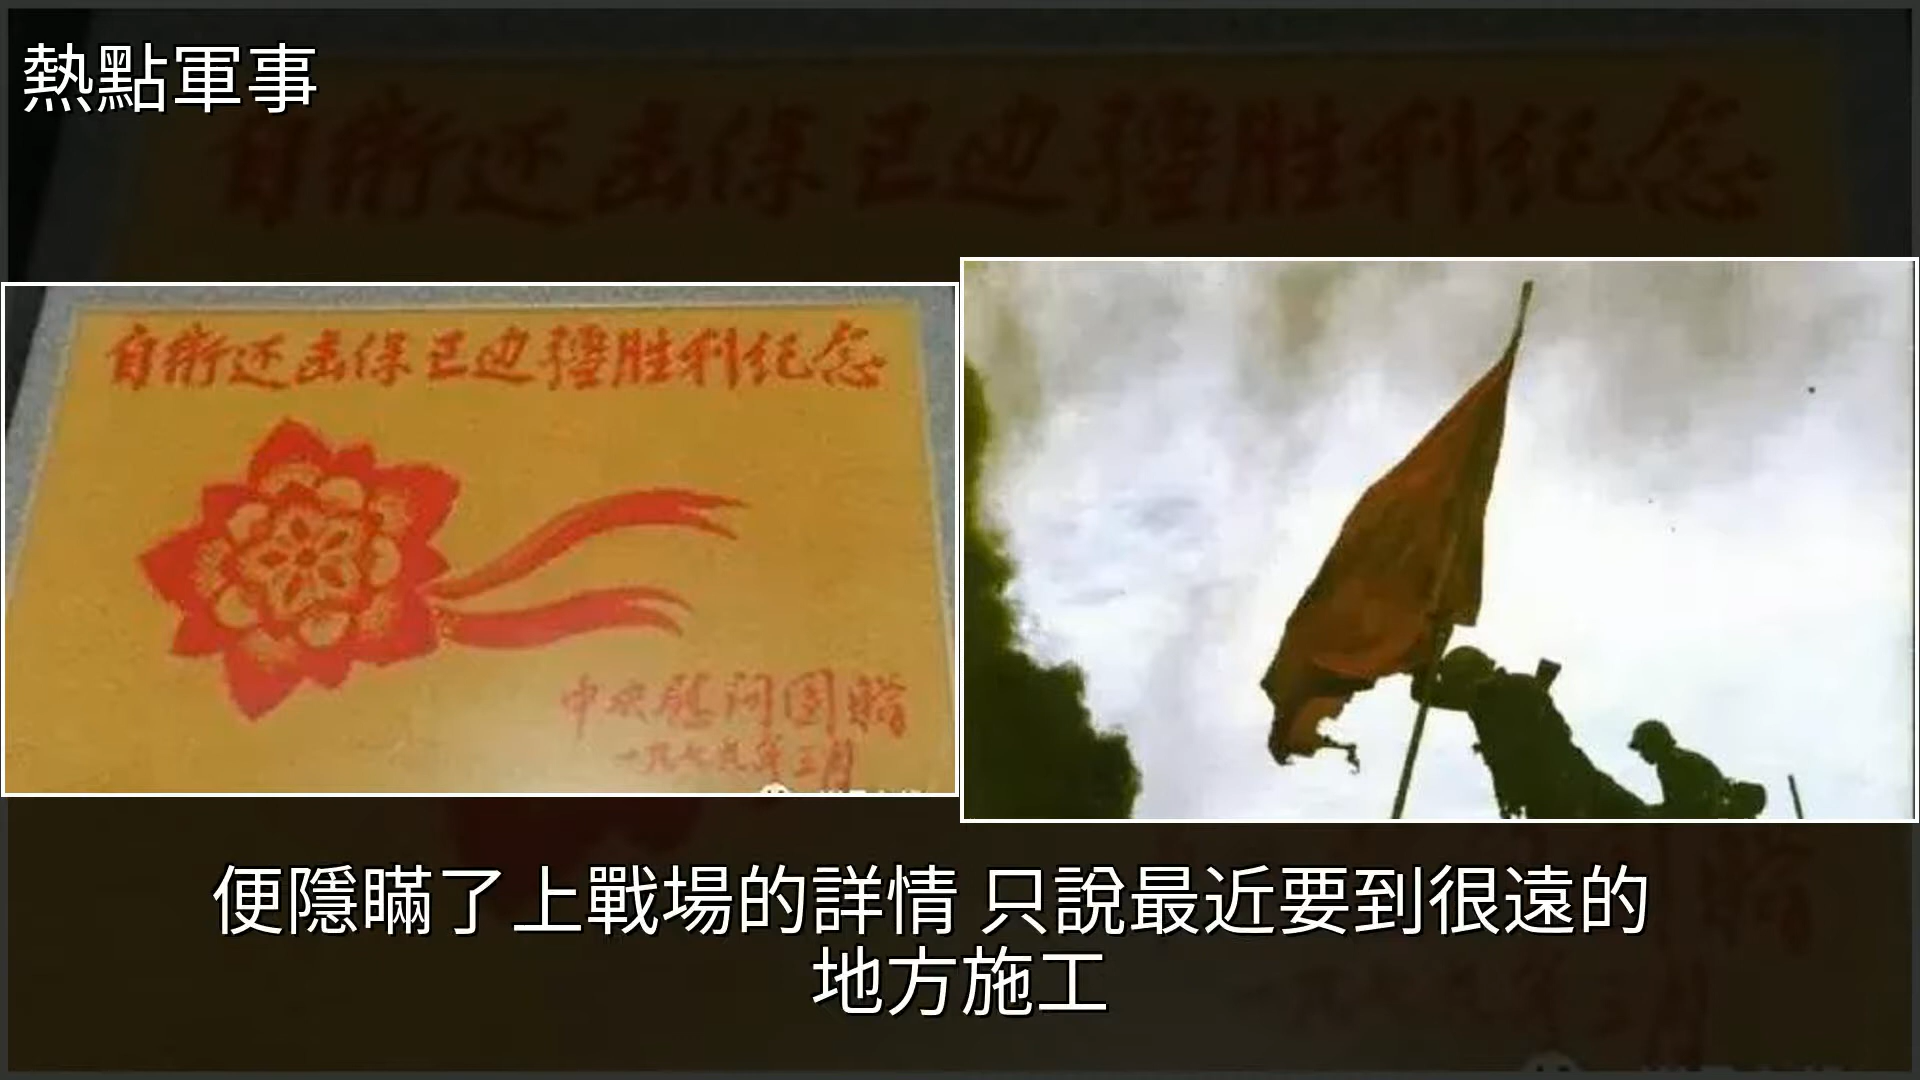 熱點軍事
自衛还击保卫边疆胜利纪念
中央慰问团赠
一九七九年三月
便隱瞞了上戰場的詳情 只說最近要到很遠的
地方施工